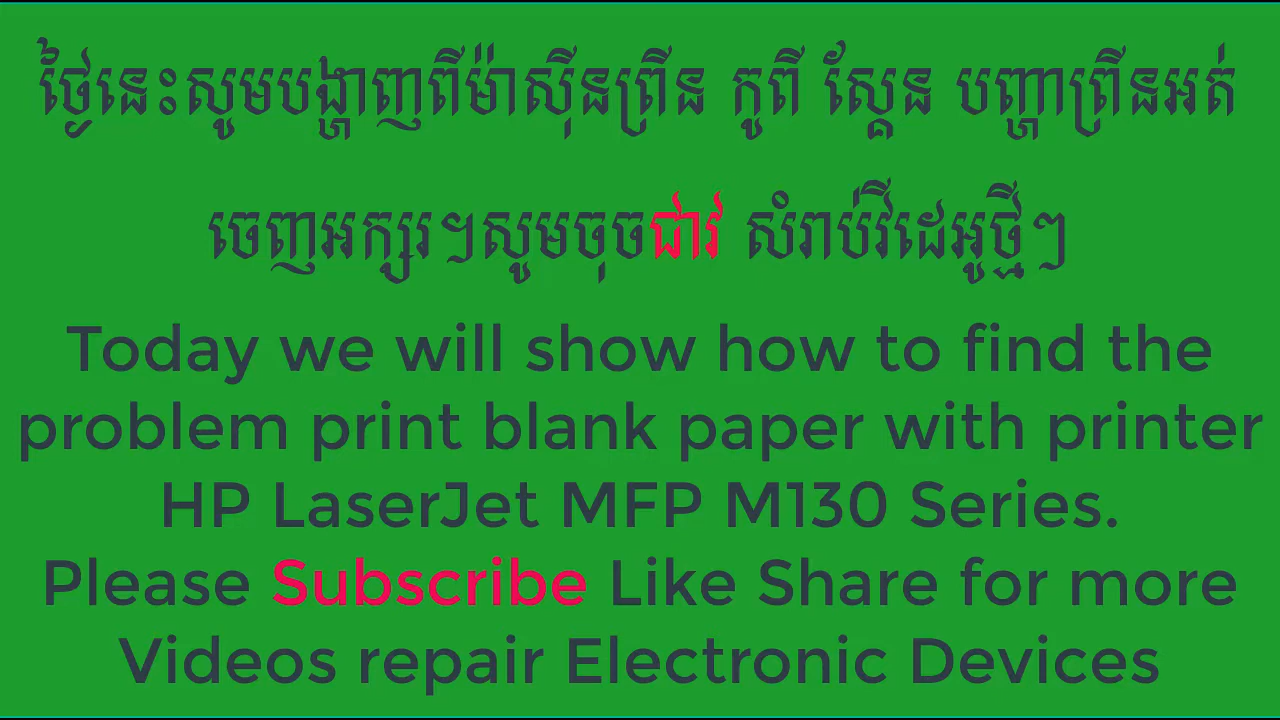 ថ្ងៃនេះសូមបង្ហាញពីម៉ាស៊ីនព្រីន កូពី ស្គែន បញ្ហាព្រីនអត់
ចេញអក្សរ។សូមចុចជាវ សំរាប់វីដេអូថ្មីៗ
Today we will show how to find the
problem print blank paper with printer
HP LaserJet MFP M130 Series.
Please Subscribe Like Share for more
Videos repair Electronic Devices